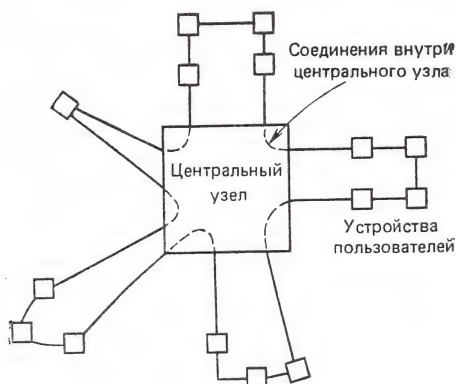 Соединения внутри
центрального узла
Центральный
узел
Устройства
пользователей